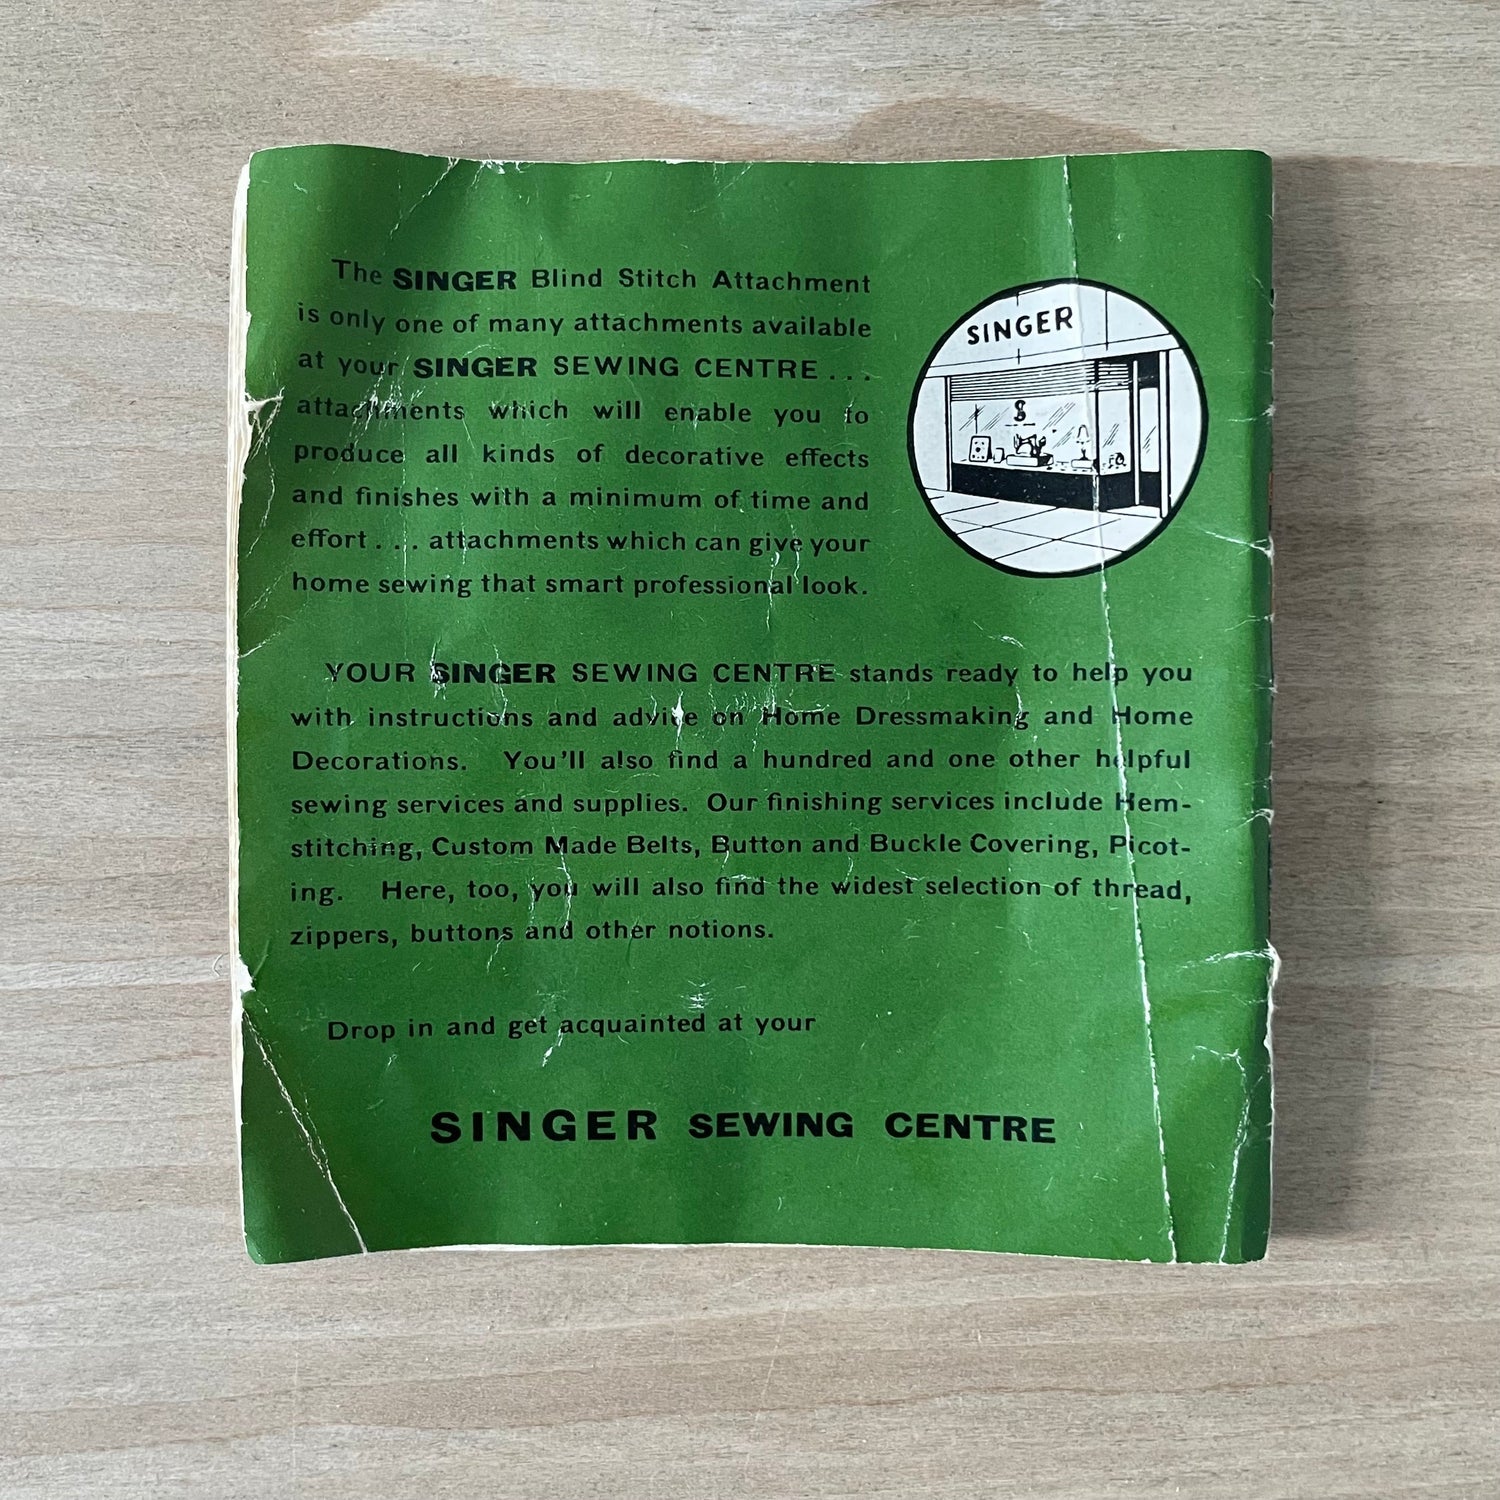 The SINGER Blind Stitch Attachment
is only one of many attachments available
at your SINGER SEWING CENTRE . . .
attachments which will enable you to
produce all kinds of decorative effects
and finishes with a minimum of time and
effort . . . attachments which can give your
home sewing that smart professional look.
SINGER
S
YOUR SINGER SEWING CENTRE stands ready to help you
with instructions and advice on Home Dressmaking and Home
Decorations. You'll also find a hundred and one other helpful
sewing services and supplies. Our finishing services include Hem-
stitching, Custom Made Belts, Button and Buckle Covering, Picot-
ing. Here, too, you will also find the widest selection of thread,
zippers, buttons and other notions.
Drop in and get acquainted at your
SINGER SEWING CENTRE